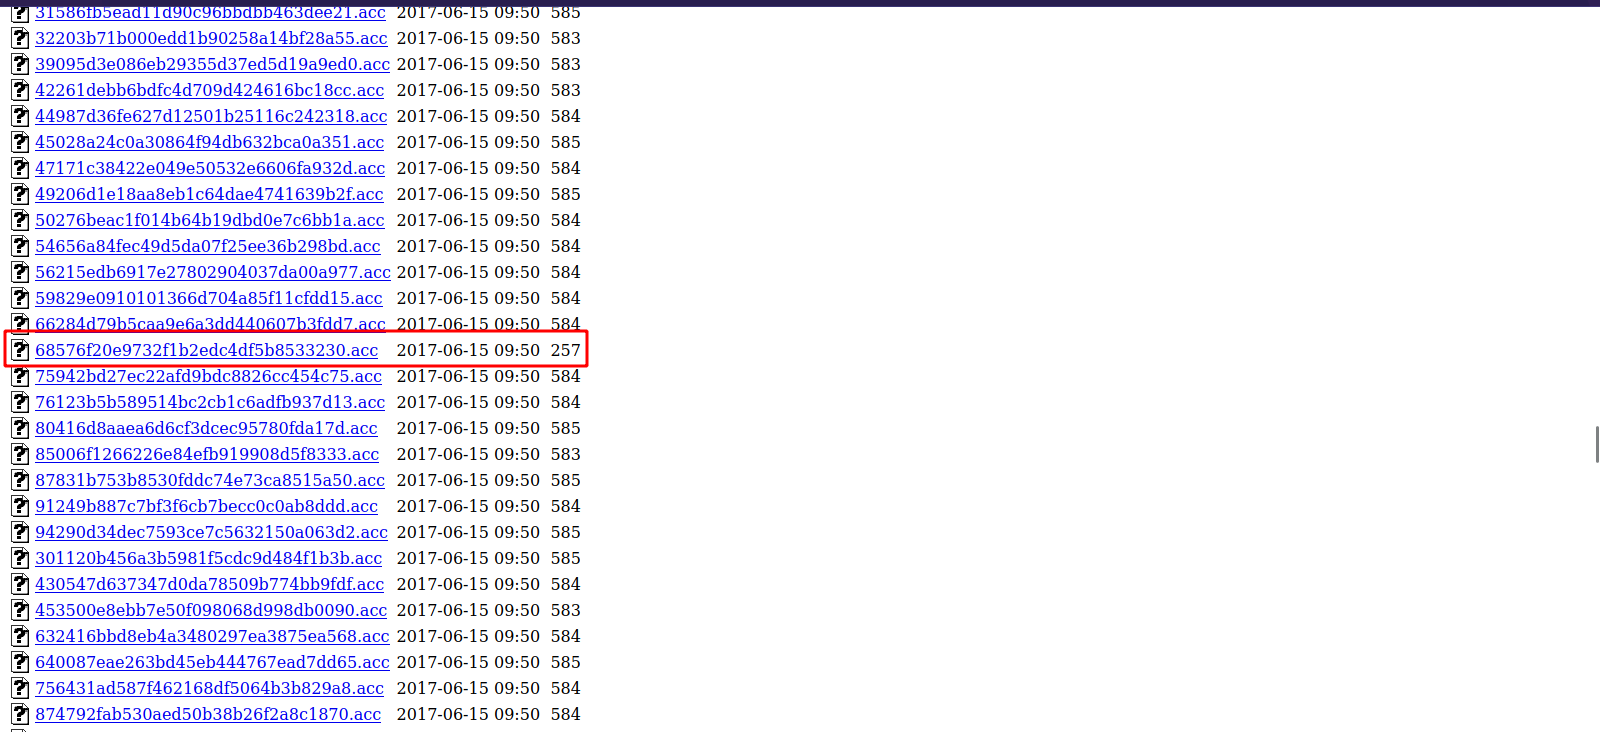 31586fb5ead11d90c96bbdbb463dee21.acc 2017-06-15 09:50 585
32203b71b000edd1b90258a14bf28a55.acc 2017-06-15 09:50 583
39095d3e086eb29355d37ed5d19a9ed0.acc 2017-06-15 09:50 583
42261debb6bdfc4d709d424616bc18cc.acc 2017-06-15 09:50 583
44987d36fe627d12501b25116c242318.acc 2017-06-15 09:50 584
45028a24c0a30864f94db632bca0a351.acc 2017-06-15 09:50 585
47171c38422e049e50532e6606fa932d.acc 2017-06-15 09:50 584
49206d1e18aa8eb1c64dae4741639b2f.acc 2017-06-15 09:50 585
50276beac1f014b64b19dbd0e7c6bb1a.acc 2017-06-15 09:50 584
54656a84fec49d5da07f25ee36b298bd.acc 2017-06-15 09:50 584
56215edb6917e27802904037da00a977.acc 2017-06-15 09:50 584
59829e0910101366d704a85f11cfdd15.acc 2017-06-15 09:50 584
66284d79b5caa9e6a3dd440607b3fdd7.acc 2017-06-15 09:50 584
68576f20e9732f1b2edc4df5b8533230.acc 2017-06-15 09:50 257
75942bd27ec22afd9bdc8826cc454c75.acc 2017-06-15 09:50 584
76123b5b589514bc2cb1c6adfb937d13.acc 2017-06-15 09:50 584
80416d8aaea6d6cf3dcec95780fda17d.acc 2017-06-15 09:50 585
85006f1266226e84efb919908d5f8333.acc 2017-06-15 09:50 583
87831b753b8530fddc74e73ca8515a50.acc 2017-06-15 09:50 585
91249b887c7bf3f6cb7becc0c0ab8ddd.acc 2017-06-15 09:50 584
94290d34dec7593ce7c5632150a063d2.acc 2017-06-15 09:50 585
301120b456a3b5981f5cdc9d484f1b3b.acc 2017-06-15 09:50 585
430547d637347d0da78509b774bb9fdf.acc 2017-06-15 09:50 584
453500e8ebb7e50f098068d998db0090.acc 2017-06-15 09:50 583
632416bbd8eb4a3480297ea3875ea568.acc 2017-06-15 09:50 584
640087eae263bd45eb444767ead7dd65.acc 2017-06-15 09:50 585
756431ad587f462168df5064b3b829a8.acc 2017-06-15 09:50 584
874792fab530aed50b38b26f2a8c1870.acc 2017-06-15 09:50 584